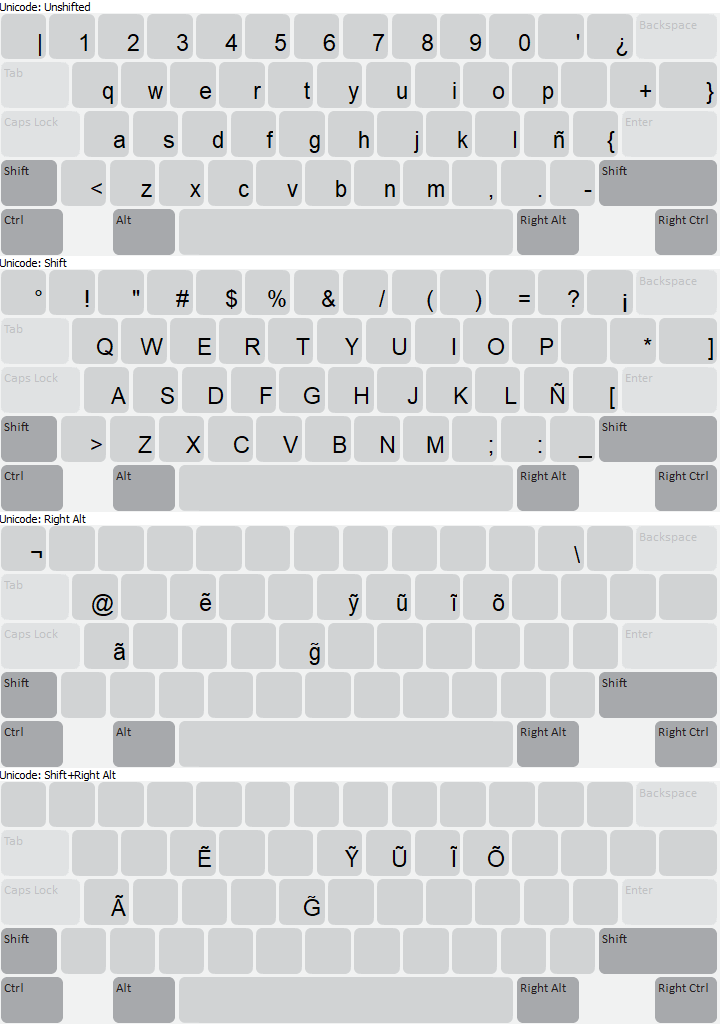 Unicode: Unshifted
| 1 2 3 4 5 6 7 8 9 0 ' ¿ Backspace
Tab q w e r t y u i o p + }
Caps Lock a s d f g h j k l ñ { Enter
Shift < z x c v b n m , . - Shift
Ctrl Alt Right Alt Right Ctrl
Unicode: Shift
° ! " # $ % & / ( ) = ? ¡ Backspace
Tab Q W E R T Y U I O P * ]
Caps Lock A S D F G H J K L Ñ [ Enter
Shift > Z X C V B N M ; : _ Shift
Ctrl Alt Right Alt Right Ctrl
Unicode: Right Alt
¬ \ Backspace
Tab @ ẽ ỹ ũ ĩ õ
Caps Lock ã g̃ Enter
Shift Shift
Ctrl Alt Right Alt Right Ctrl
Unicode: Shift+Right Alt
Backspace
Tab Ẽ Ỹ Ũ Ĩ Õ
Caps Lock Ã G̃ Enter
Shift Shift
Ctrl Alt Right Alt Right Ctrl